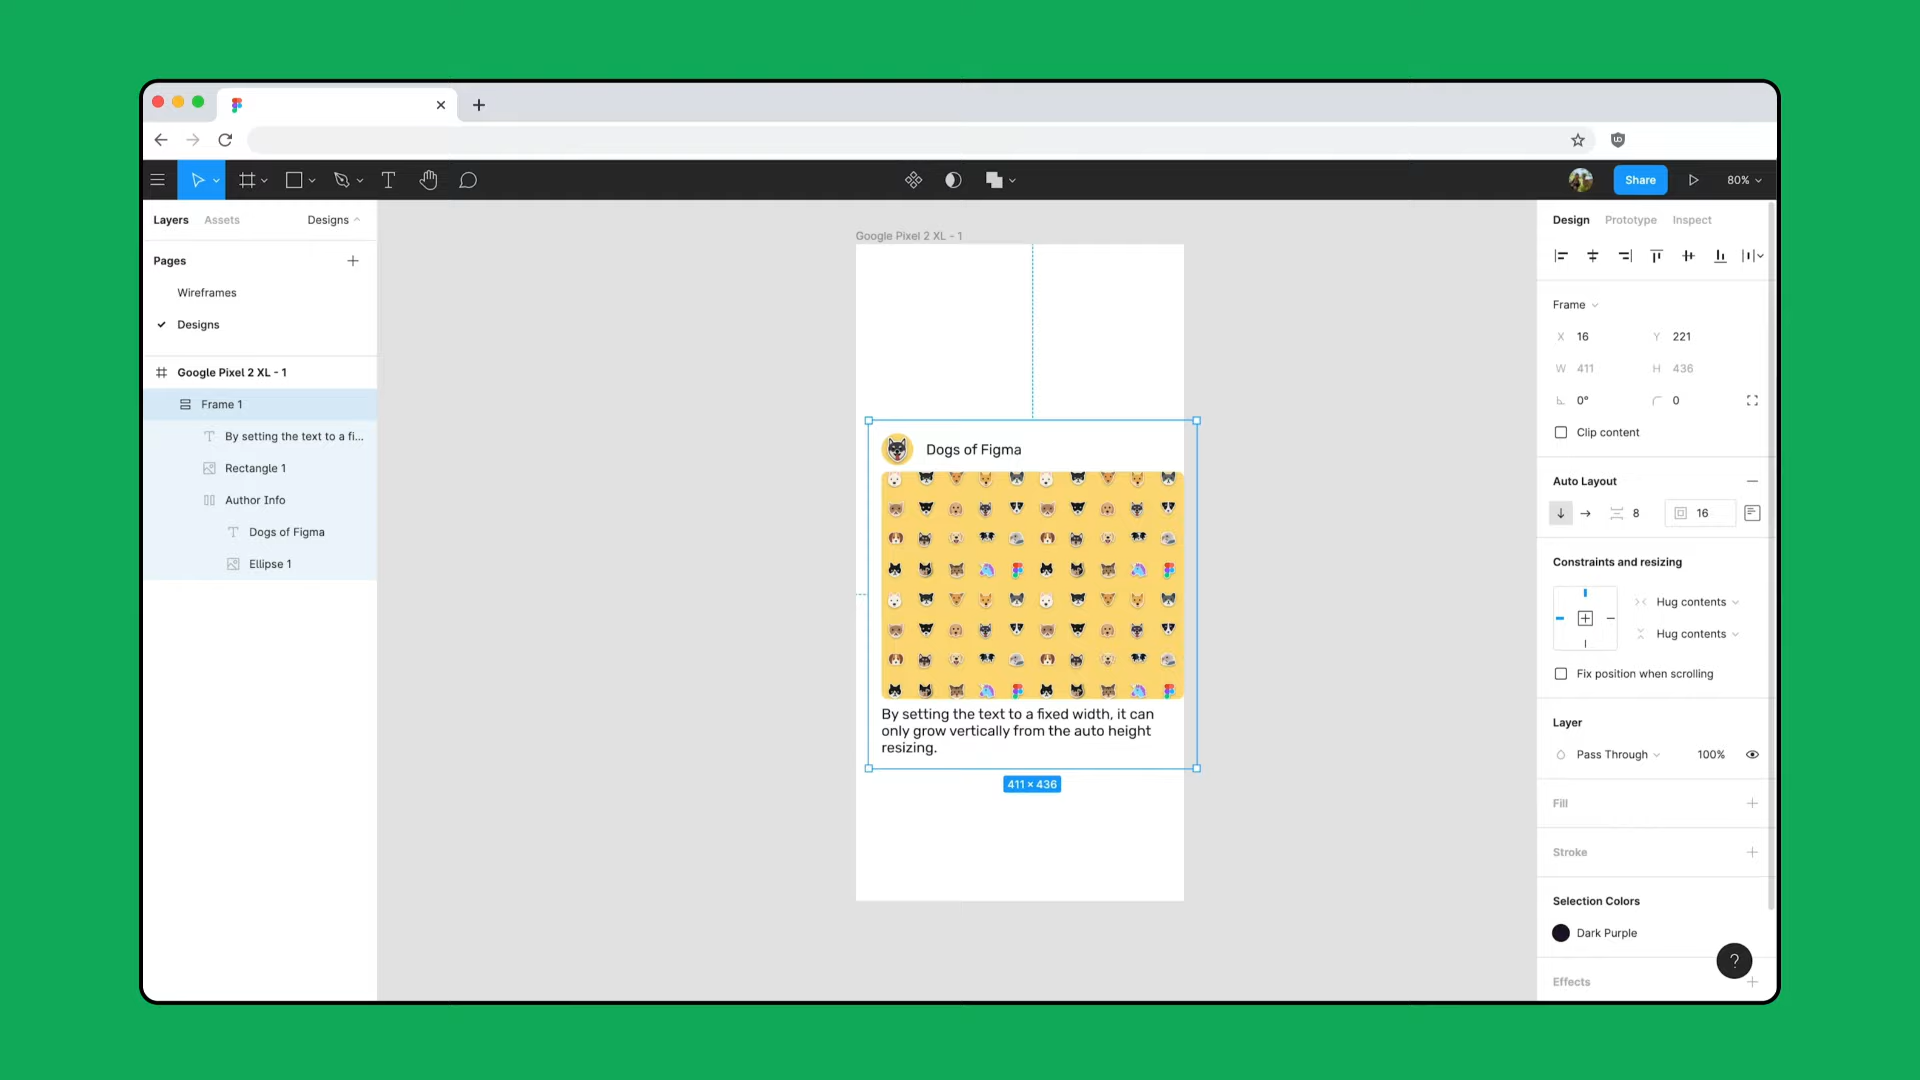 Share
80%
Layers
Assets
Designs
Pages
Wireframes
Designs
Google Pixel 2 XL - 1
Frame 1
By setting the text to a fi...
Rectangle 1
Author Info
Dogs of Figma
Ellipse 1
Google Pixel 2 XL - 1
Dogs of Figma
By setting the text to a fixed width, it can
only grow vertically from the auto height
resizing.
411 × 436
Design
Prototype
Inspect
Frame
X 16
Y 221
W 411
H 436
0°
0
Clip content
Auto Layout
8
16
Constraints and resizing
Hug contents
Hug contents
Fix position when scrolling
Layer
Pass Through
100%
Fill
Stroke
Selection Colors
Dark Purple
Effects
?